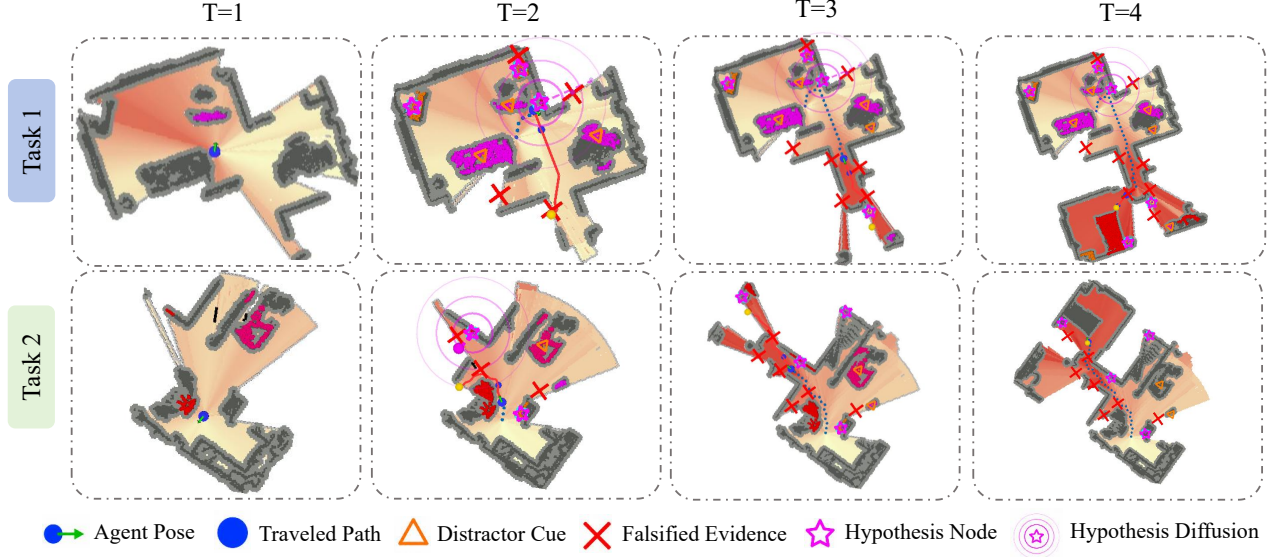 T=1 T=2 T=3 T=4
Task 1
Task 2
Agent Pose Traveled Path Distractor Cue Falsified Evidence Hypothesis Node Hypothesis Diffusion